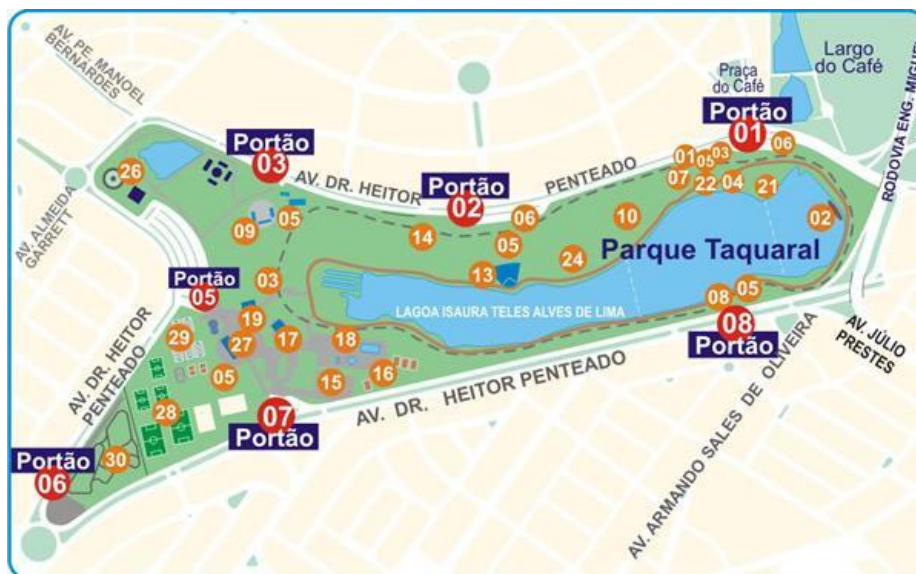 AV. PE. MANOEL
BERNARDES
Largo
do Café
Praça
do Café
Portão
01
RODOVIA ENG. MIGUEL
Portão
03
26
AV. DR. HEITOR
PENTEADO
Portão
02
01
05
03
06
07
22
04
21
02
AV. ALMEIDA
GARRETT
09
05
14
06
05
10
24
13
Parque Taquaral
LAGOA ISAURA TELES ALVES DE LIMA
03
Portão
05
08
05
08
Portão
AV. JÚLIO
PRESTES
29
19
27
17
18
05
15
16
AV. DR. HEITOR
PENTEADO
28
07
Portão
AV. DR. HEITOR PENTEADO
AV. ARMANDO SALES DE OLIVEIRA
30
Portão
06